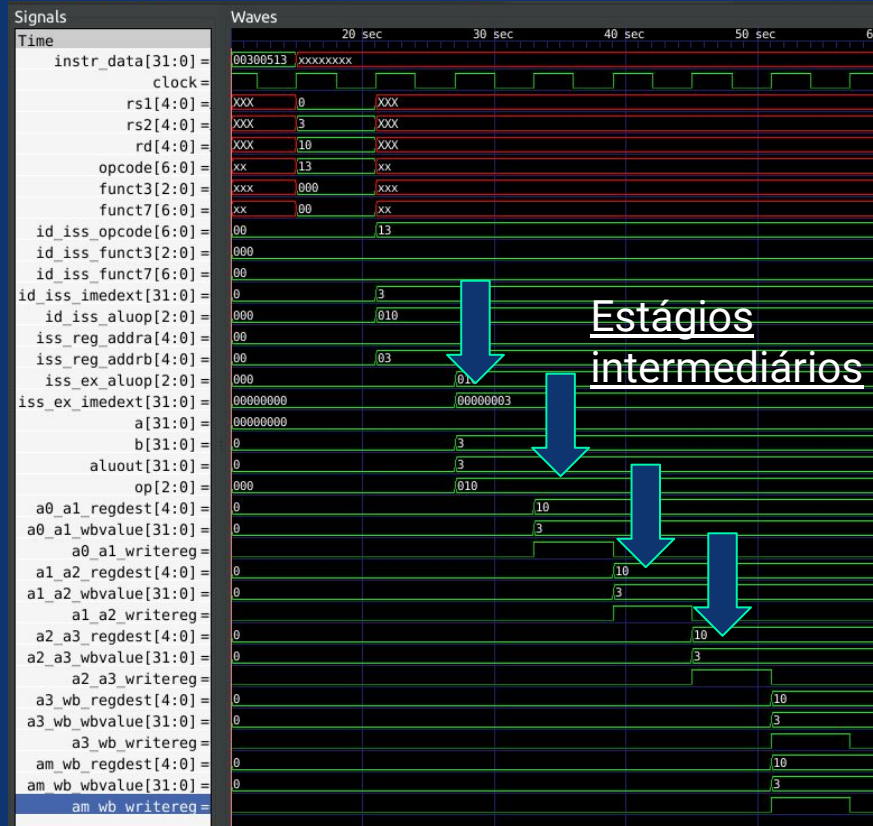 Signals
Waves
Time
20 sec 30 sec 40 sec 50 sec 6
instr_data[31:0] = 00300513 xxxxxxxx
clock =
rs1[4:0] = XXX 0 XXX
rs2[4:0] = XXX 3 XXX
rd[4:0] = XXX 10 XXX
opcode[6:0] = xx 13 xx
funct3[2:0] = xxx 000 xxx
funct7[6:0] = xx 00 xx
id_iss_opcode[6:0] = 00 13
id_iss_funct3[2:0] = 000
id_iss_funct7[6:0] = 00
id_iss_imedext[31:0] = 0 3
id_iss_aluop[2:0] = 000 010
iss_reg_addra[4:0] = 00
iss_reg_addrb[4:0] = 00 03
Estágios
intermediários
iss_ex_aluop[2:0] = 000
iss_ex_imedext[31:0] = 00000000 00000003
a[31:0] = 00000000
b[31:0] = 0 3
aluout[31:0] = 0 3
op[2:0] = 000 010
a0_a1_regdest[4:0] = 0 10
a0_a1_wbvalue[31:0] = 0 3
a0_a1_writereg =
a1_a2_regdest[4:0] = 0 10
a1_a2_wbvalue[31:0] = 0 3
a1_a2_writereg =
a2_a3_regdest[4:0] = 0 10
a2_a3_wbvalue[31:0] = 0 3
a2_a3_writereg =
a3_wb_regdest[4:0] = 0 10
a3_wb_wbvalue[31:0] = 0 3
a3_wb_writereg =
am_wb_regdest[4:0] = 0 10
am_wb_wbvalue[31:0] = 0 3
am_wb_writereg =